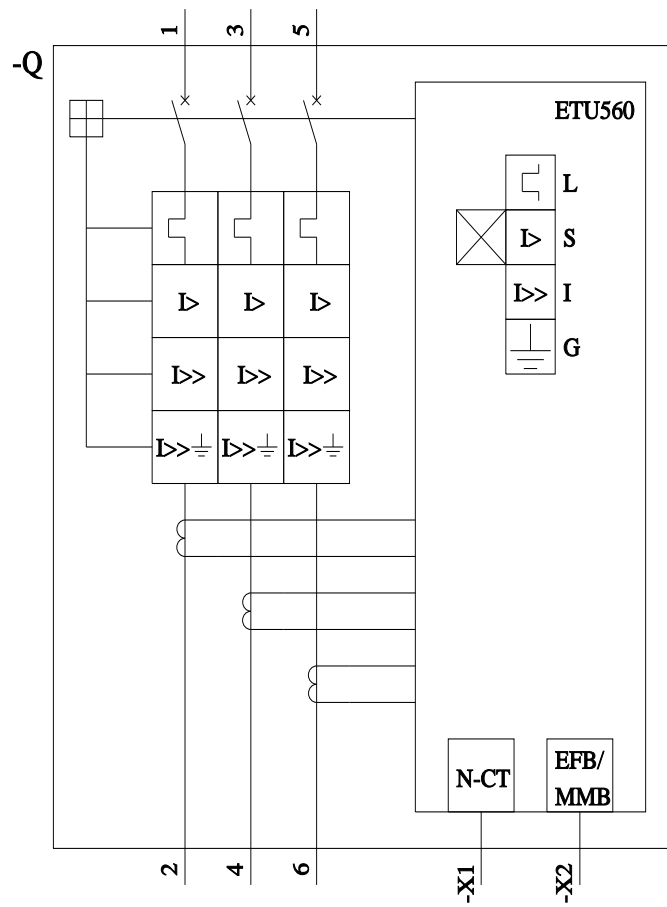 1 3 5
-Q
ETU560
L
I> S
I> I> I>
I>> I
I>> I>> I>>
G
I>> I>> I>>
N-CT
EFB/
MMB
2 4 6 -X1 -X2